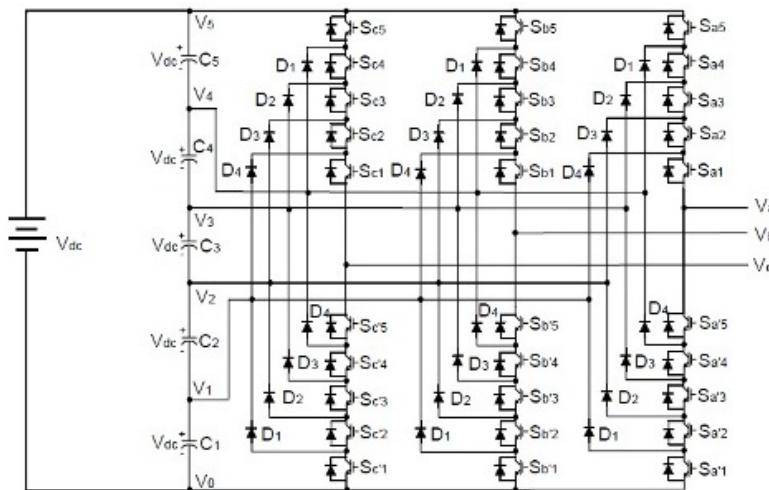 V5 Sc5 Sb5 Sa5
Vdc + - C5 D1 Sc4 D1 Sb4 D1 Sa4
V4 D2 Sc3 D2 Sb3 D2 Sa3
D3 Sc2 D3 Sb2 D3 Sa2
Vdc + - C4 D4 Sc1 D4 Sb1 D4 Sa1
V3
Vdc Vdc + - C3
V2
D4 Sc'5 D4 Sb'5 D4 Sa'5
Vdc + - C2 D3 Sc'4 D3 Sb'4 D3 Sa'4
V1 D2 Sc'3 D2 Sb'3 D2 Sa'3
Vdc + - C1 D1 Sc'2 D1 Sb'2 D1 Sa'2
V0 Sc'1 Sb'1 Sa'1